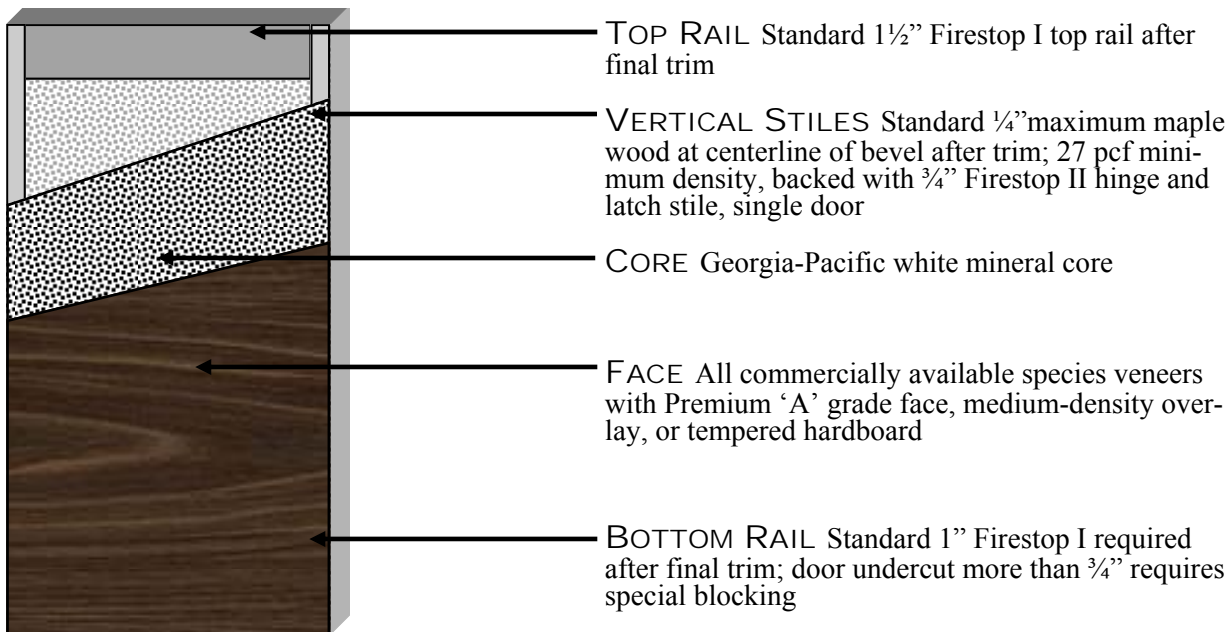 TOP RAIL Standard 1½” Firestop I top rail after
final trim
VERTICAL STILES Standard ¼”maximum maple
wood at centerline of bevel after trim; 27 pcf mini-
mum density, backed with ¾” Firestop II hinge and
latch stile, single door
CORE Georgia-Pacific white mineral core
FACE All commercially available species veneers
with Premium ‘A’ grade face, medium-density over-
lay, or tempered hardboard
BOTTOM RAIL Standard 1” Firestop I required
after final trim; door undercut more than ¾” requires
special blocking